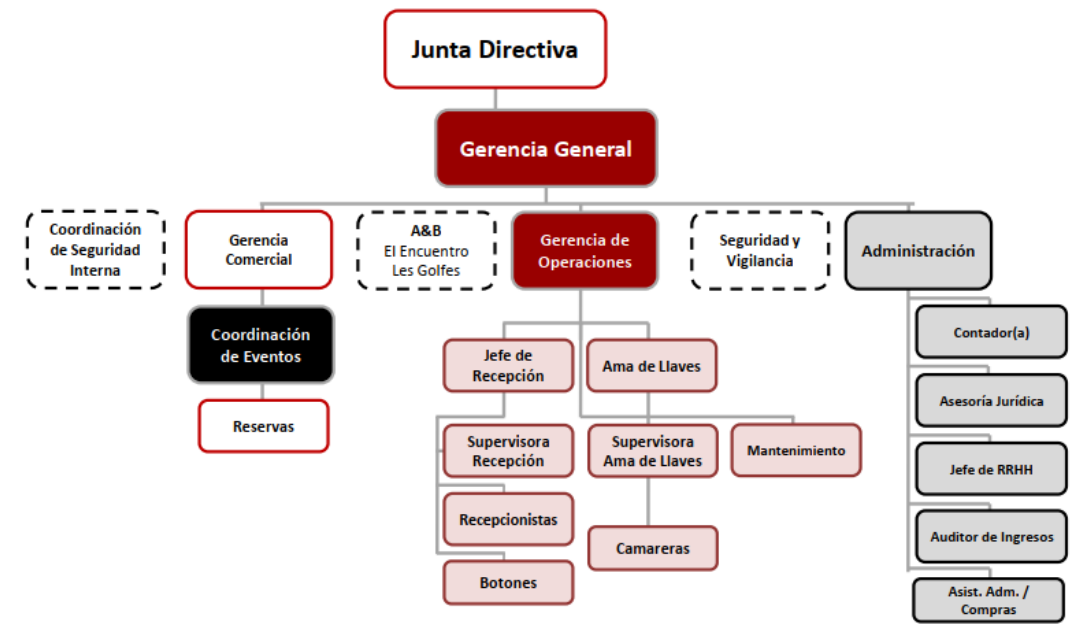 Junta Directiva
Gerencia General
Coordinación
de Seguridad
Interna
Gerencia
Comercial
A&B
El Encuentro
Les Golfes
Gerencia de
Operaciones
Seguridad y
Vigilancia
Administración
Coordinación
de Eventos
Reservas
Jefe de
Recepción
Ama de Llaves
Supervisora
Recepción
Supervisora
Ama de Llaves
Mantenimiento
Recepcionistas
Camareras
Botones
Contador(a)
Asesoría Jurídica
Jefe de RRHH
Auditor de Ingresos
Asist. Adm. /
Compras